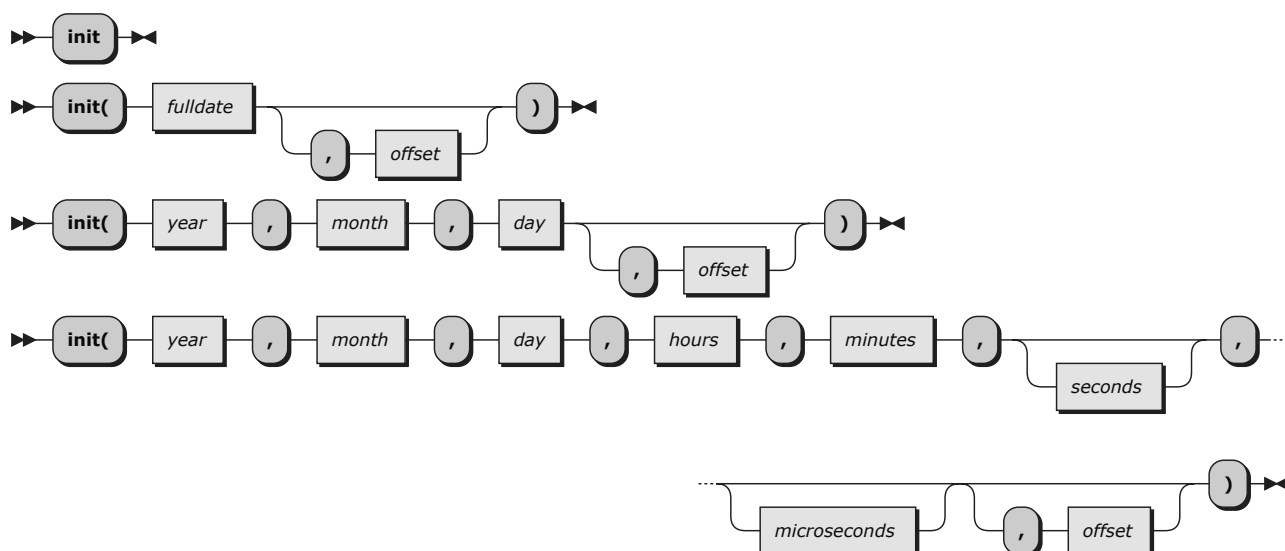 init
init( fulldate )
, offset
init( year , month , day )
, offset
init( year , month , day , hours , minutes , ,
seconds
)
microseconds , offset